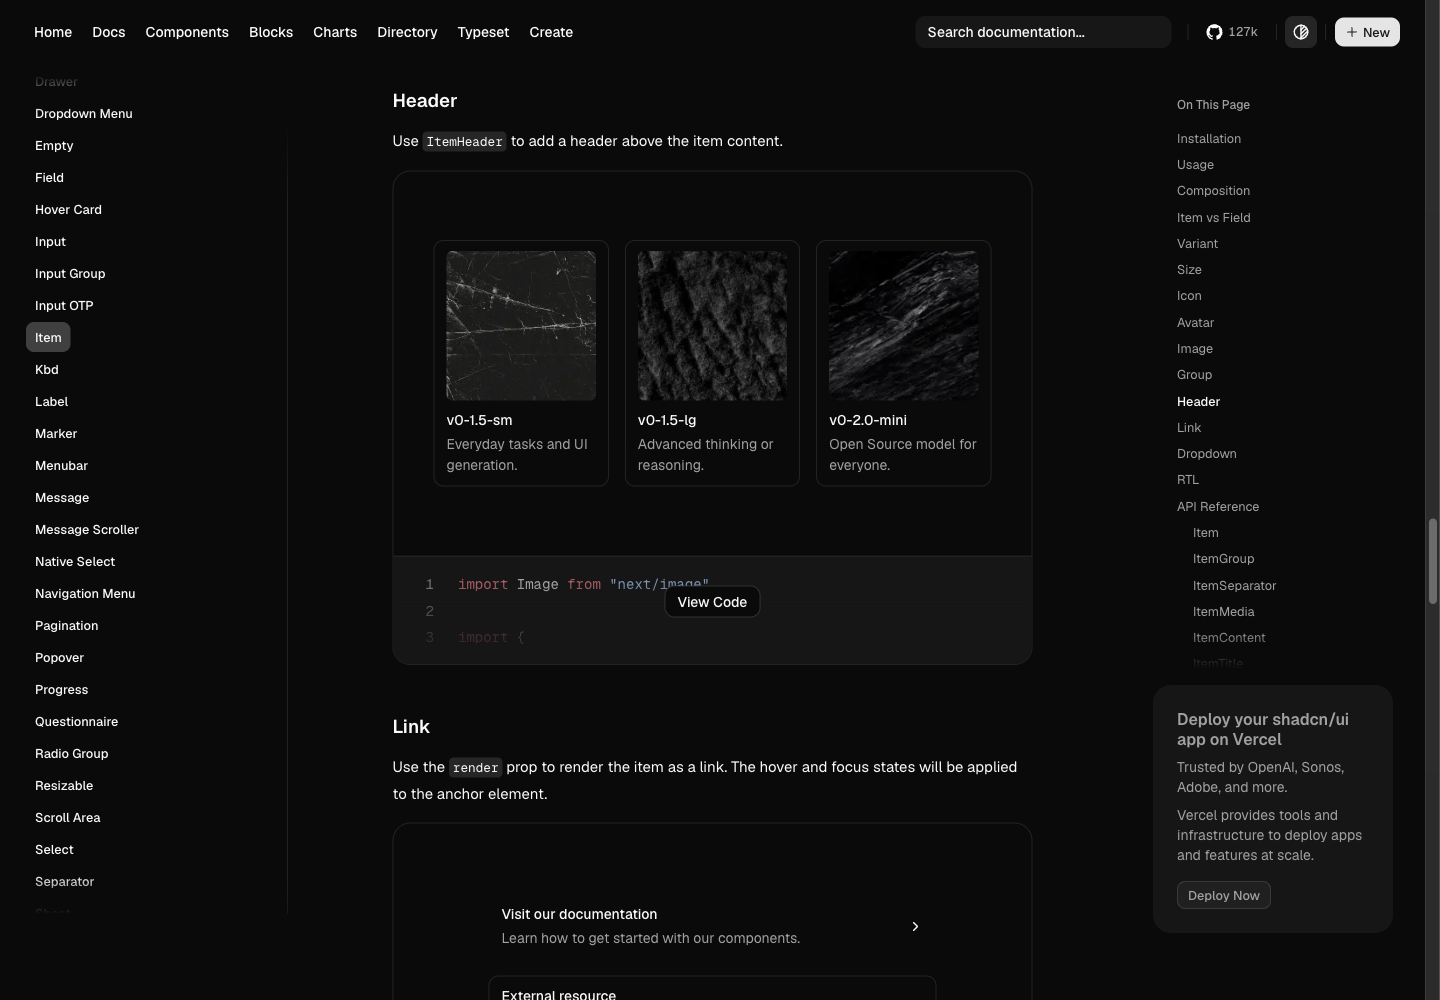 Home
Docs
Components
Blocks
Charts
Directory
Typeset
Create
Search documentation...
127k
New
Drawer
Dropdown Menu
Empty
Field
Hover Card
Input
Input Group
Input OTP
Item
Kbd
Label
Marker
Menubar
Message
Message Scroller
Native Select
Navigation Menu
Pagination
Popover
Progress
Questionnaire
Radio Group
Resizable
Scroll Area
Select
Separator
Sheet
Header
Use ItemHeader to add a header above the item content.
v0-1.5-sm
Everyday tasks and UI
generation.
v0-1.5-lg
Advanced thinking or
reasoning.
v0-2.0-mini
Open Source model for
everyone.
1 import Image from "next/image"
2
3 import {
View Code
Link
Use the render prop to render the item as a link. The hover and focus states will be applied
to the anchor element.
Visit our documentation
Learn how to get started with our components.
External resource
On This Page
Installation
Usage
Composition
Item vs Field
Variant
Size
Icon
Avatar
Image
Group
Header
Link
Dropdown
RTL
API Reference
Item
ItemGroup
ItemSeparator
ItemMedia
ItemContent
ItemTitle
Deploy your shadcn/ui
app on Vercel
Trusted by OpenAI, Sonos,
Adobe, and more.
Vercel provides tools and
infrastructure to deploy apps
and features at scale.
Deploy Now